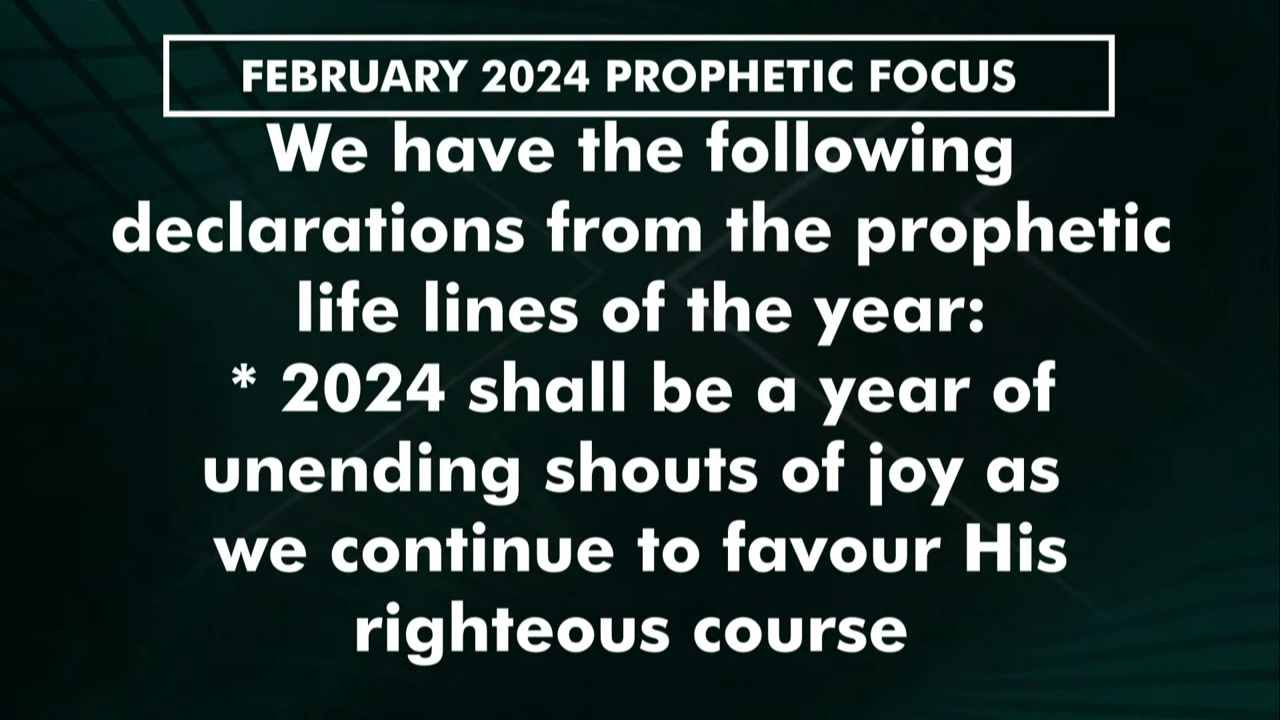 FEBRUARY 2024 PROPHETIC FOCUS
We have the following
declarations from the prophetic
life lines of the year:
* 2024 shall be a year of
unending shouts of joy as
we continue to favour His
righteous course